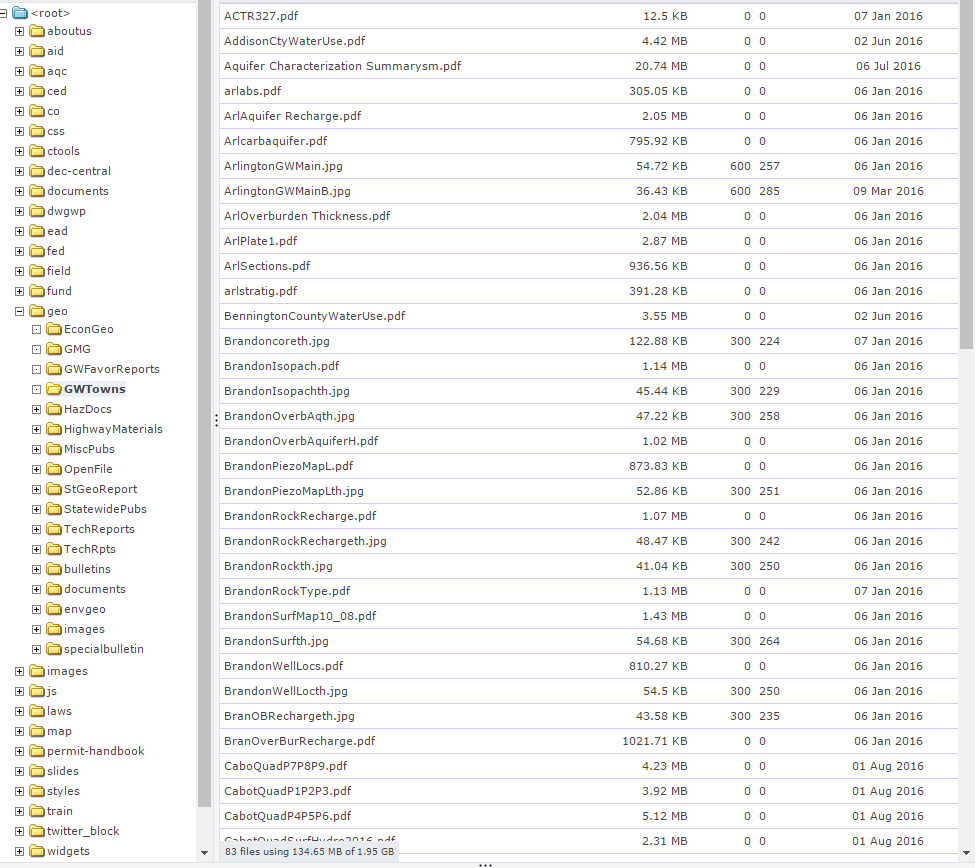 <root>
aboutus
aid
aqc
ced
co
css
ctools
dec-central
documents
dwgwp
ead
fed
field
fund
geo
EconGeo
GMG
GWFavorReports
GWTowns
HazDocs
HighwayMaterials
MiscPubs
OpenFile
StGeoReport
StatewidePubs
TechReports
TechRpts
bulletins
documents
envgeo
images
specialbulletin
images
js
laws
map
permit-handbook
slides
styles
train
twitter_block
widgets
ACTR327.pdf 12.5 KB 0 0 07 Jan 2016
AddisonCtyWaterUse.pdf 4.42 MB 0 0 02 Jun 2016
Aquifer Characterization Summarysm.pdf 20.74 MB 0 0 06 Jul 2016
arlabs.pdf 305.05 KB 0 0 06 Jan 2016
ArlAquifer Recharge.pdf 2.05 MB 0 0 06 Jan 2016
Arlcarbaquifer.pdf 795.92 KB 0 0 06 Jan 2016
ArlingtonGWMain.jpg 54.72 KB 600 257 06 Jan 2016
ArlingtonGWMainB.jpg 36.43 KB 600 285 09 Mar 2016
ArlOverburden Thickness.pdf 2.04 MB 0 0 06 Jan 2016
ArlPlate1.pdf 2.87 MB 0 0 06 Jan 2016
ArlSections.pdf 936.56 KB 0 0 06 Jan 2016
arlstratig.pdf 391.28 KB 0 0 06 Jan 2016
BenningtonCountyWaterUse.pdf 3.55 MB 0 0 02 Jun 2016
Brandoncoreth.jpg 122.88 KB 300 224 07 Jan 2016
BrandonIsopach.pdf 1.14 MB 0 0 06 Jan 2016
BrandonIsopachth.jpg 45.44 KB 300 229 06 Jan 2016
BrandonOverbAqth.jpg 47.22 KB 300 258 06 Jan 2016
BrandonOverbAquiferH.pdf 1.02 MB 0 0 06 Jan 2016
BrandonPiezoMapL.pdf 873.83 KB 0 0 06 Jan 2016
BrandonPiezoMapLth.jpg 52.86 KB 300 251 06 Jan 2016
BrandonRockRecharge.pdf 1.07 MB 0 0 06 Jan 2016
BrandonRockRechargeth.jpg 48.47 KB 300 242 06 Jan 2016
BrandonRockth.jpg 41.04 KB 300 250 06 Jan 2016
BrandonRockType.pdf 1.13 MB 0 0 07 Jan 2016
BrandonSurfMap10_08.pdf 1.43 MB 0 0 06 Jan 2016
BrandonSurfth.jpg 54.68 KB 300 264 06 Jan 2016
BrandonWellLocs.pdf 810.27 KB 0 0 06 Jan 2016
BrandonWellLocth.jpg 54.5 KB 300 250 06 Jan 2016
BranOBRechargeth.jpg 43.58 KB 300 235 06 Jan 2016
BranOverBurRecharge.pdf 1021.71 KB 0 0 06 Jan 2016
CaboQuadP7P8P9.pdf 4.23 MB 0 0 01 Aug 2016
CabotQuadP1P2P3.pdf 3.92 MB 0 0 01 Aug 2016
CabotQuadP4P5P6.pdf 5.12 MB 0 0 01 Aug 2016
CabotQuadSurfHydro2016.pdf 2.31 MB 0 0 01 Aug 2016
83 files using 134.65 MB of 1.95 GB